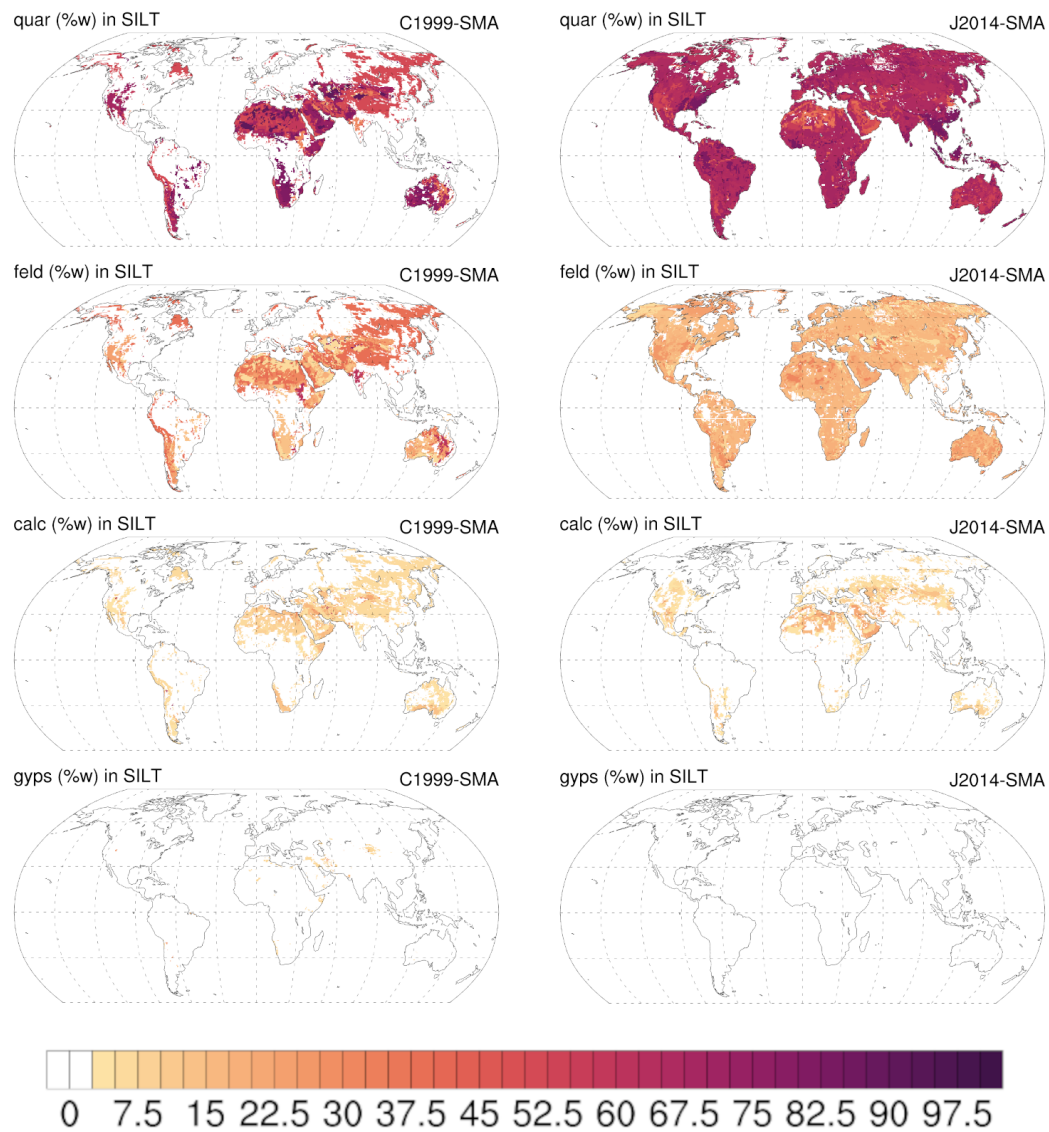 quar (%w) in SILT C1999-SMA quar (%w) in SILT J2014-SMA
feld (%w) in SILT C1999-SMA feld (%w) in SILT J2014-SMA
calc (%w) in SILT C1999-SMA calc (%w) in SILT J2014-SMA
gyps (%w) in SILT C1999-SMA gyps (%w) in SILT J2014-SMA
0 7.5 15 22.5 30 37.5 45 52.5 60 67.5 75 82.5 90 97.5